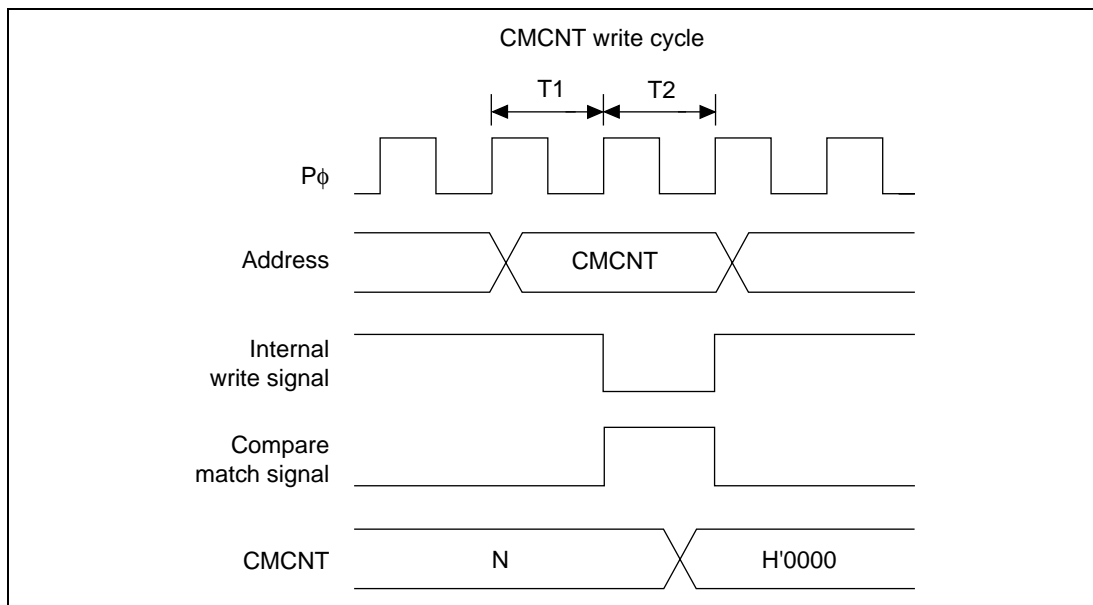 CMCNT write cycle
T1
T2
Pϕ
Address
CMCNT
Internal
write signal
Compare
match signal
CMCNT
N
H'0000